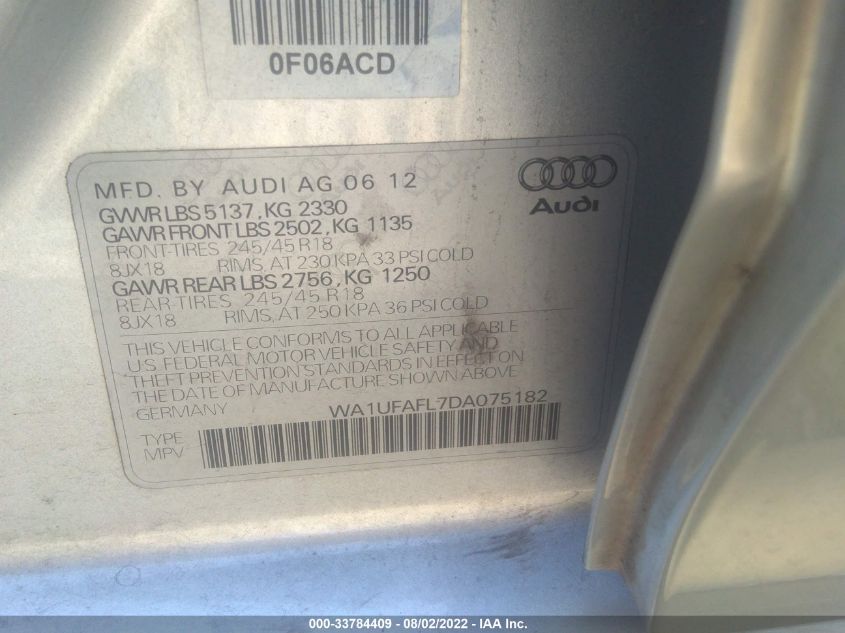 0F06ACD
MFD. BY AUDI AG 06 12
GVWR LBS 5137, KG 2330
GAWR FRONT LBS 2502, KG 1135
FRONT-TIRES 245/45 R18
8JX18 RIMS, AT 230 KPA 33 PSI COLD
GAWR REAR LBS 2756, KG 1250
REAR-TIRES 245/45 R18
8JX18 RIMS, AT 250 KPA 36 PSI COLD
THIS VEHICLE CONFORMS TO ALL APPLICABLE
U.S. FEDERAL MOTOR VEHICLE SAFETY AND
THEFT PREVENTION STANDARDS IN EFFECT ON
THE DATE OF MANUFACTURE SHOWN ABOVE
GERMANY WA1UFAFL7DA075182
TYPE
MPV
Audi
000-33784409 - 08/02/2022 - IAA Inc.